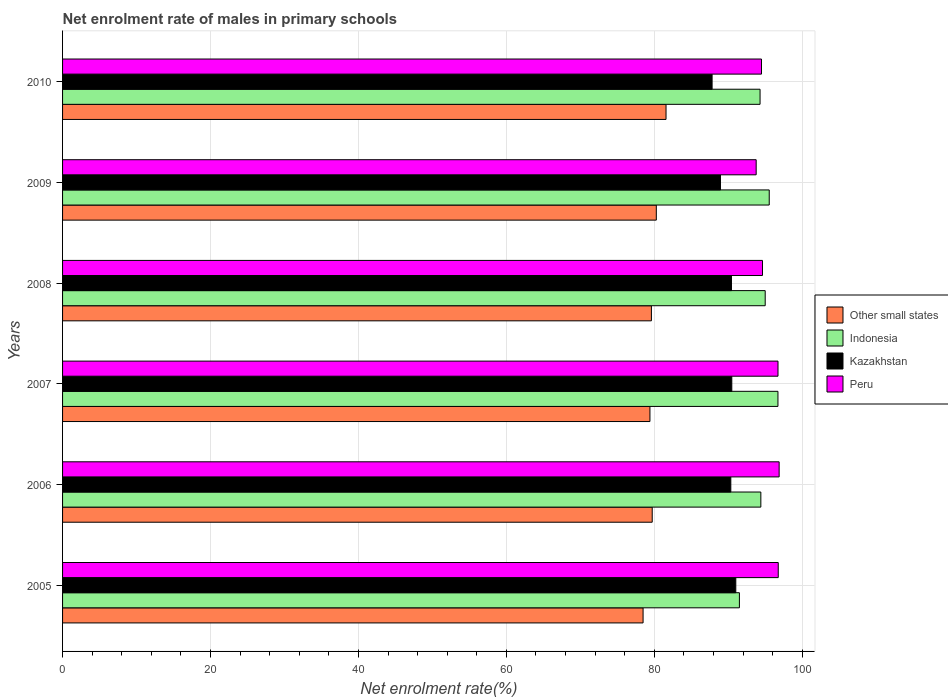 Net enrolment rate of males in primary schools
2010
2009
2008
2007
2006
2005
Years
0
20
40
60
80
100
Net enrolment rate(%)
Other small states
Indonesia
Kazakhstan
Peru